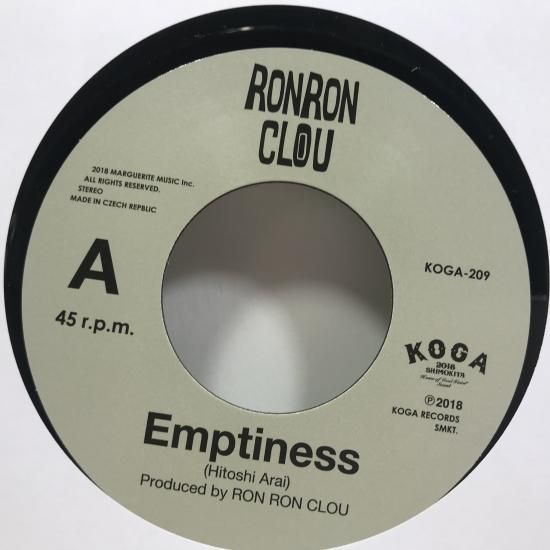 RONRON
CLOU
2018 MARGUERITE MUSIC Inc.
ALL RIGHTS RESERVED.
STEREO
MADE IN CZECH REPBLIC
A
45 r.p.m.
KOGA-209
KOGA
2018
SHIMOKITA
Ⓟ2018
KOGA RECORDS
SMKT.
Emptiness
(Hitoshi Arai)
Produced by RON RON CLOU